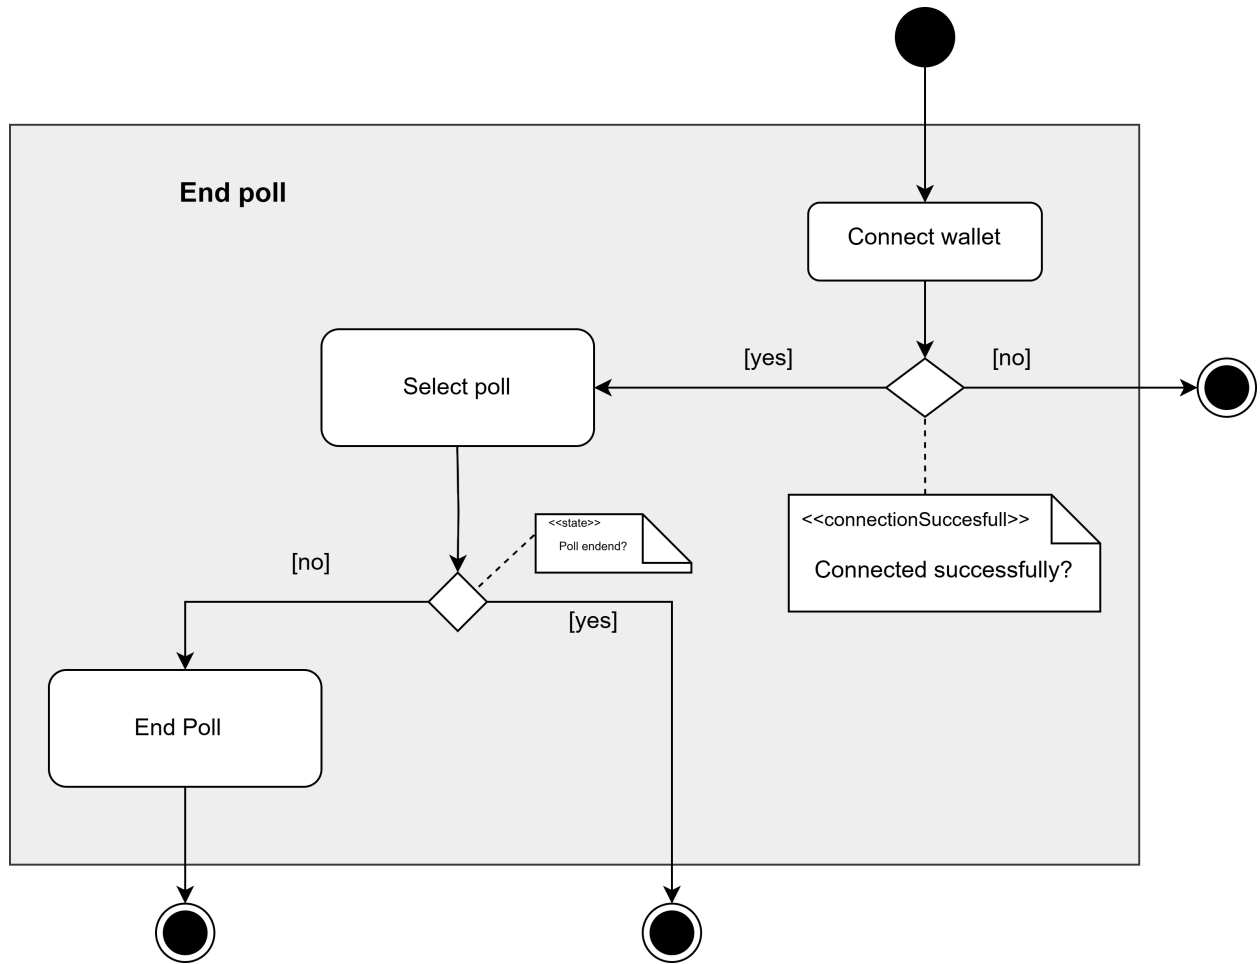 End poll
Connect wallet
[yes]
[no]
Select poll
<<connectionSuccesfull>>
Connected successfully?
<<state>>
Poll endend?
[no]
[yes]
End Poll